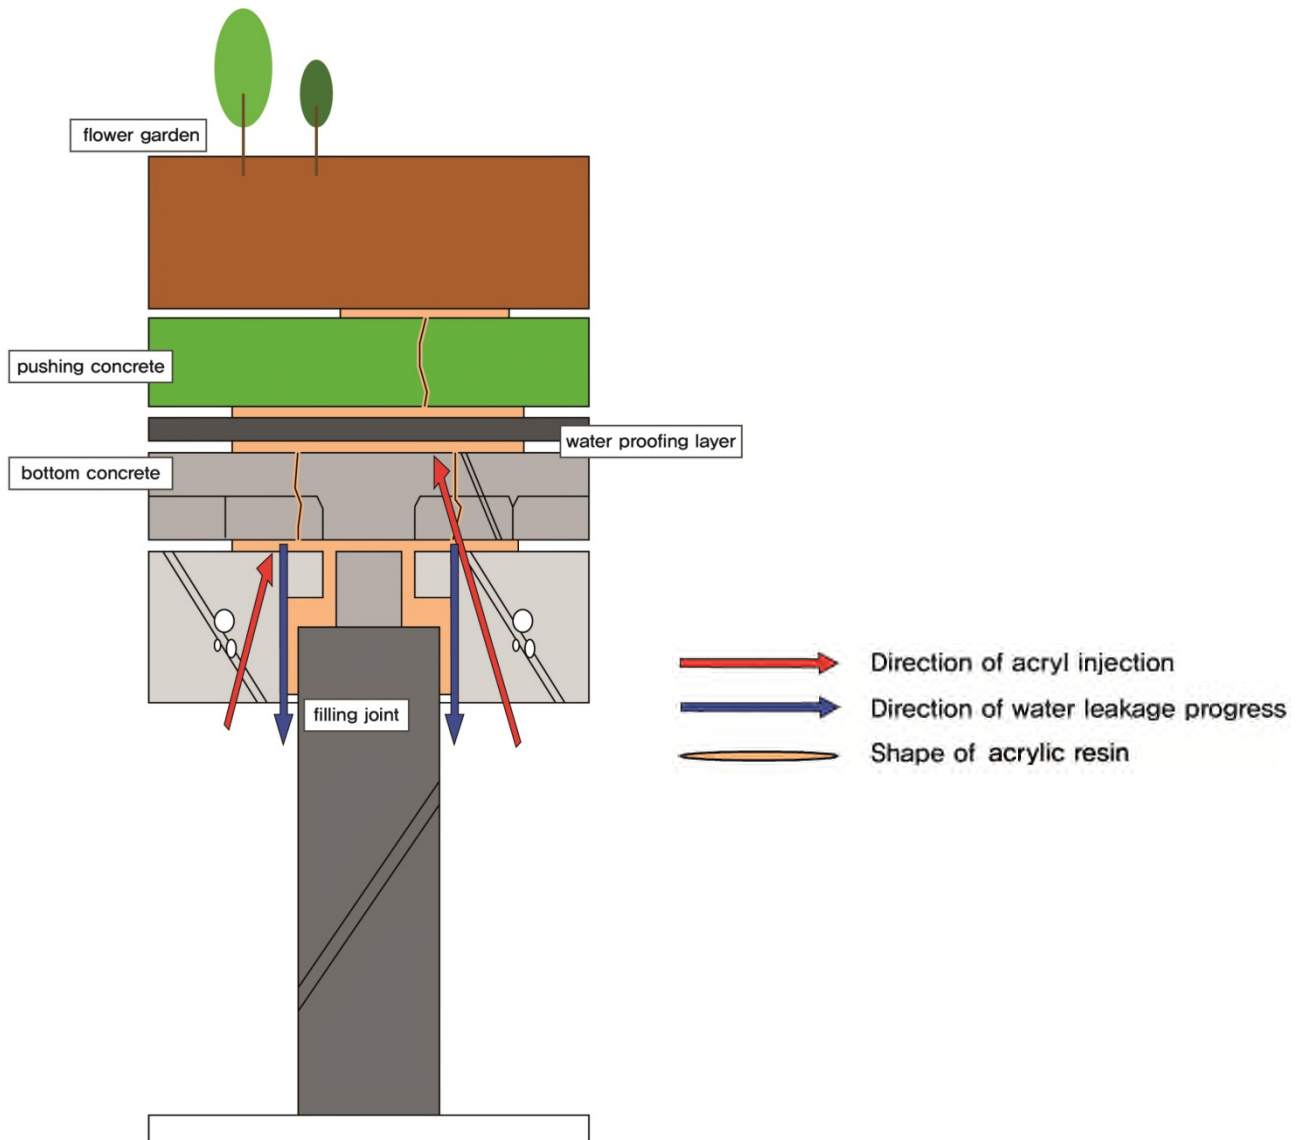 flower garden
pushing concrete
water proofing layer
bottom concrete
filling joint
Direction of acryl injection
Direction of water leakage progress
Shape of acrylic resin